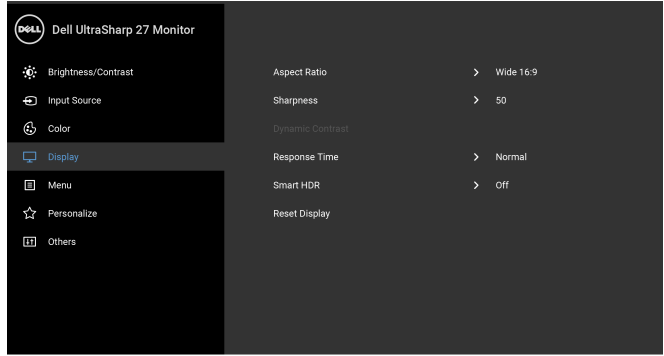 DELL Dell UltraSharp 27 Monitor
Brightness/Contrast
Input Source
Color
Display
Menu
Personalize
Others
Aspect Ratio Wide 16:9
Sharpness 50
Dynamic Contrast
Response Time Normal
Smart HDR Off
Reset Display